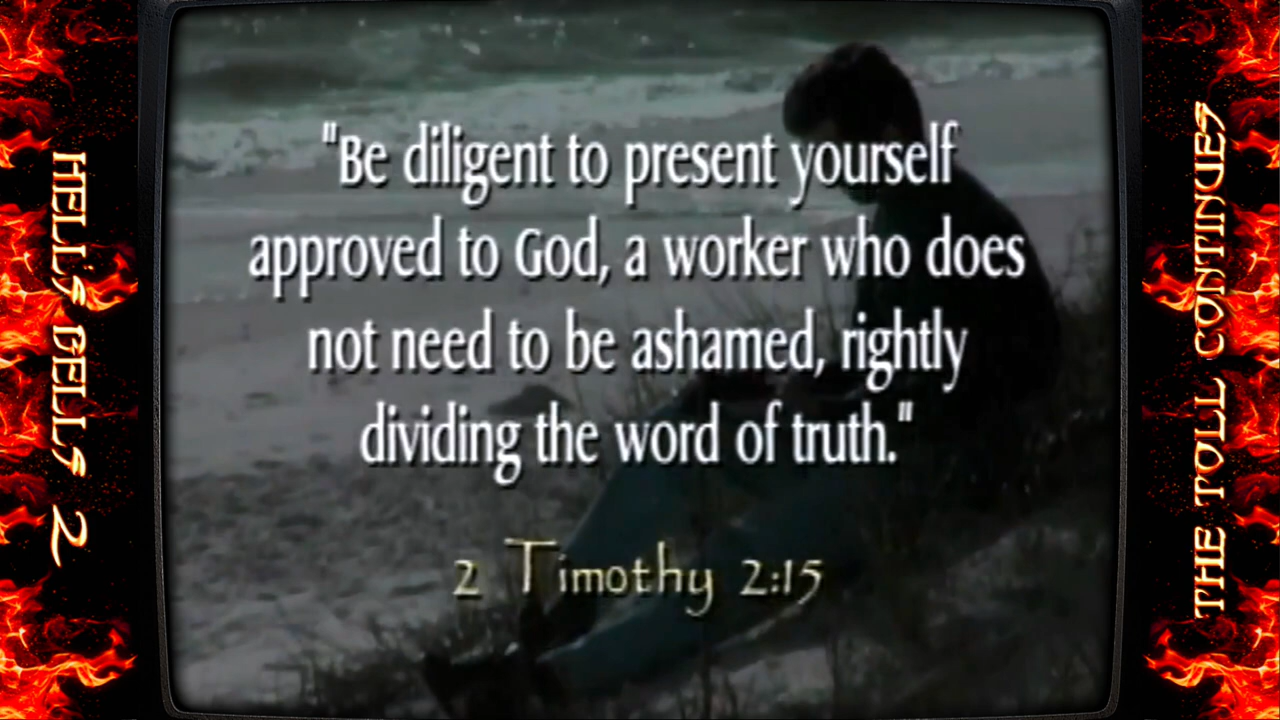 HELL'S BELLS 2
"Be diligent to present yourself
approved to God, a worker who does
not need to be ashamed, rightly
dividing the word of truth."
2 Timothy 2:15
THE TOLL CONTINUES